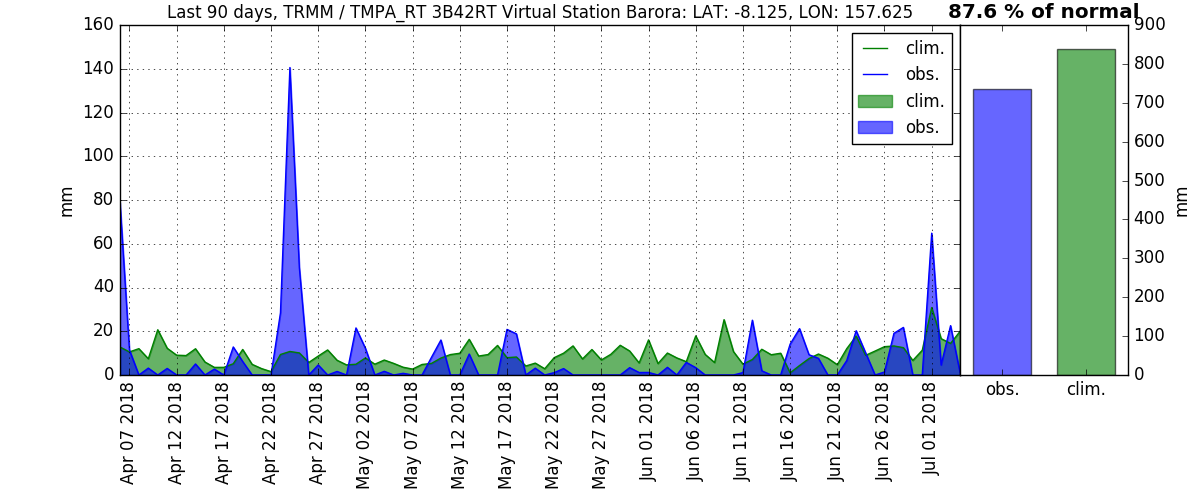 Last 90 days, TRMM / TMPA_RT 3B42RT Virtual Station Barora: LAT: -8.125, LON: 157.625
87.6 % of normal
160
140
120
100
80
60
40
20
0
mm
clim.
obs.
clim.
obs.
900
800
700
600
500
400
300
200
100
0
mm
obs.
clim.
Apr 07 2018
Apr 12 2018
Apr 17 2018
Apr 22 2018
Apr 27 2018
May 02 2018
May 07 2018
May 12 2018
May 17 2018
May 22 2018
May 27 2018
Jun 01 2018
Jun 06 2018
Jun 11 2018
Jun 16 2018
Jun 21 2018
Jun 26 2018
Jul 01 2018